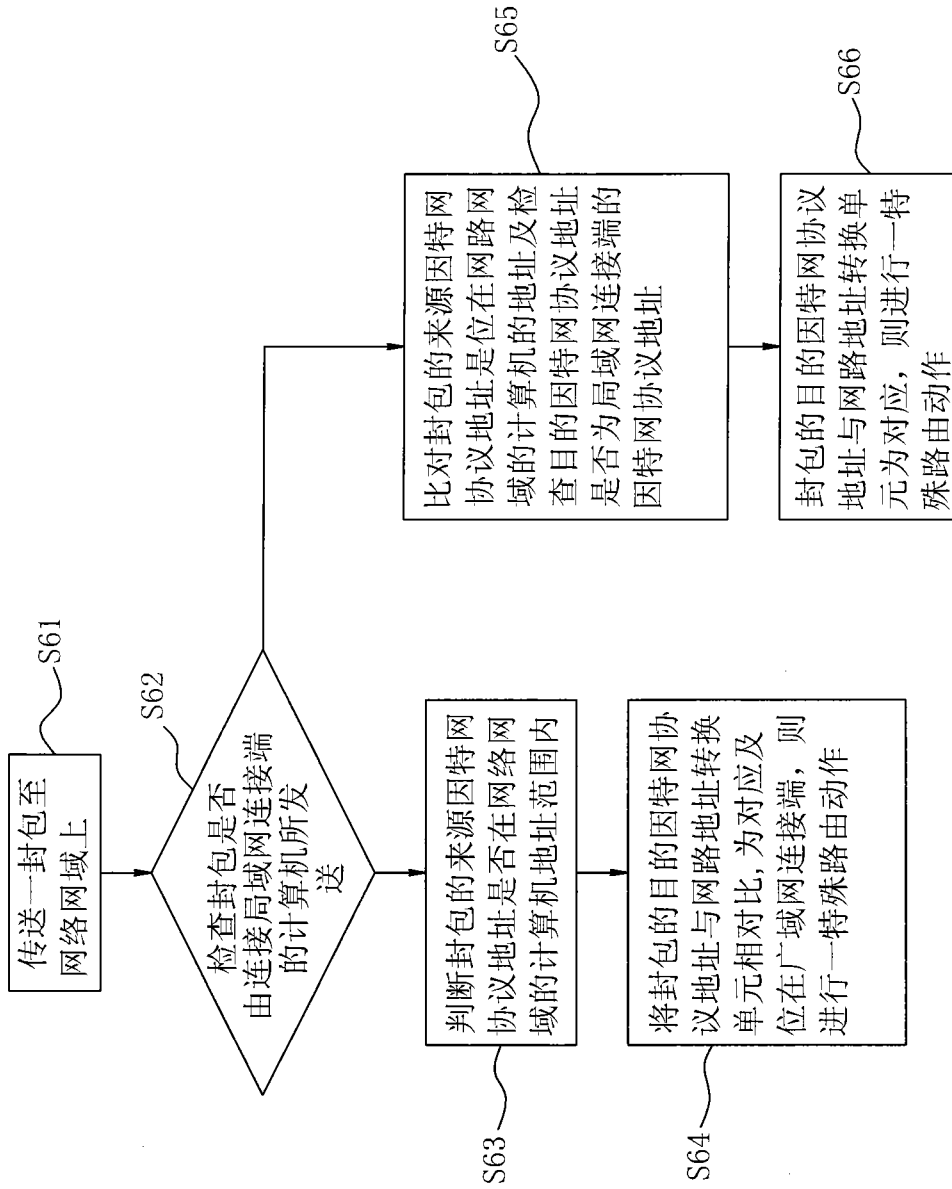 传送一封包至
网络网域上
S61
检查封包是否
由连接局域网连接端
的计算机所发
送
S62
判断封包的来源因特网
协议地址是否在网络网
域的计算机地址范围内
S63
将封包的目的因特网协
议地址与网路地址转换
单元相对比,为对应及
位在广域网连接端，则
进行一特殊路由动作
S64
比对封包的来源因特网
协议地址是位在网路网
域的计算机的地址及检
查目的因特网协议地址
是否为局域网连接端的
因特网协议地址
S65
封包的目的因特网协议
地址与网路地址转换单
元为对应，则进行一特
殊路由动作
S66